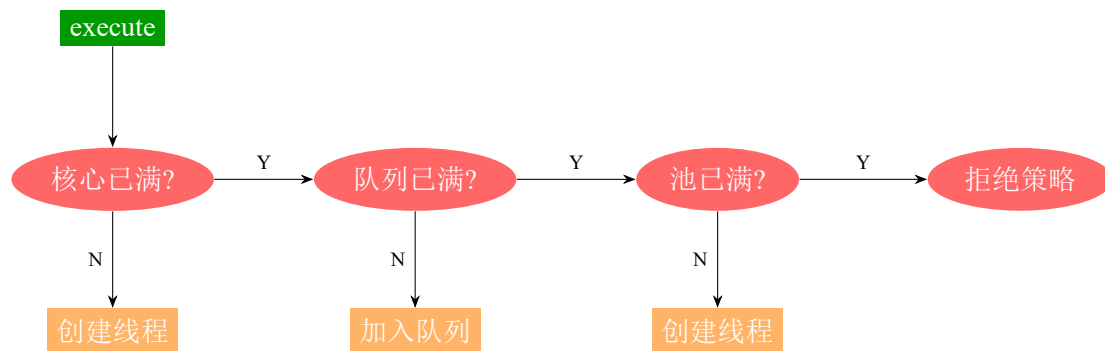 execute
核心已满?
Y
队列已满?
Y
池已满?
Y
拒绝策略
N
N
N
创建线程
加入队列
创建线程